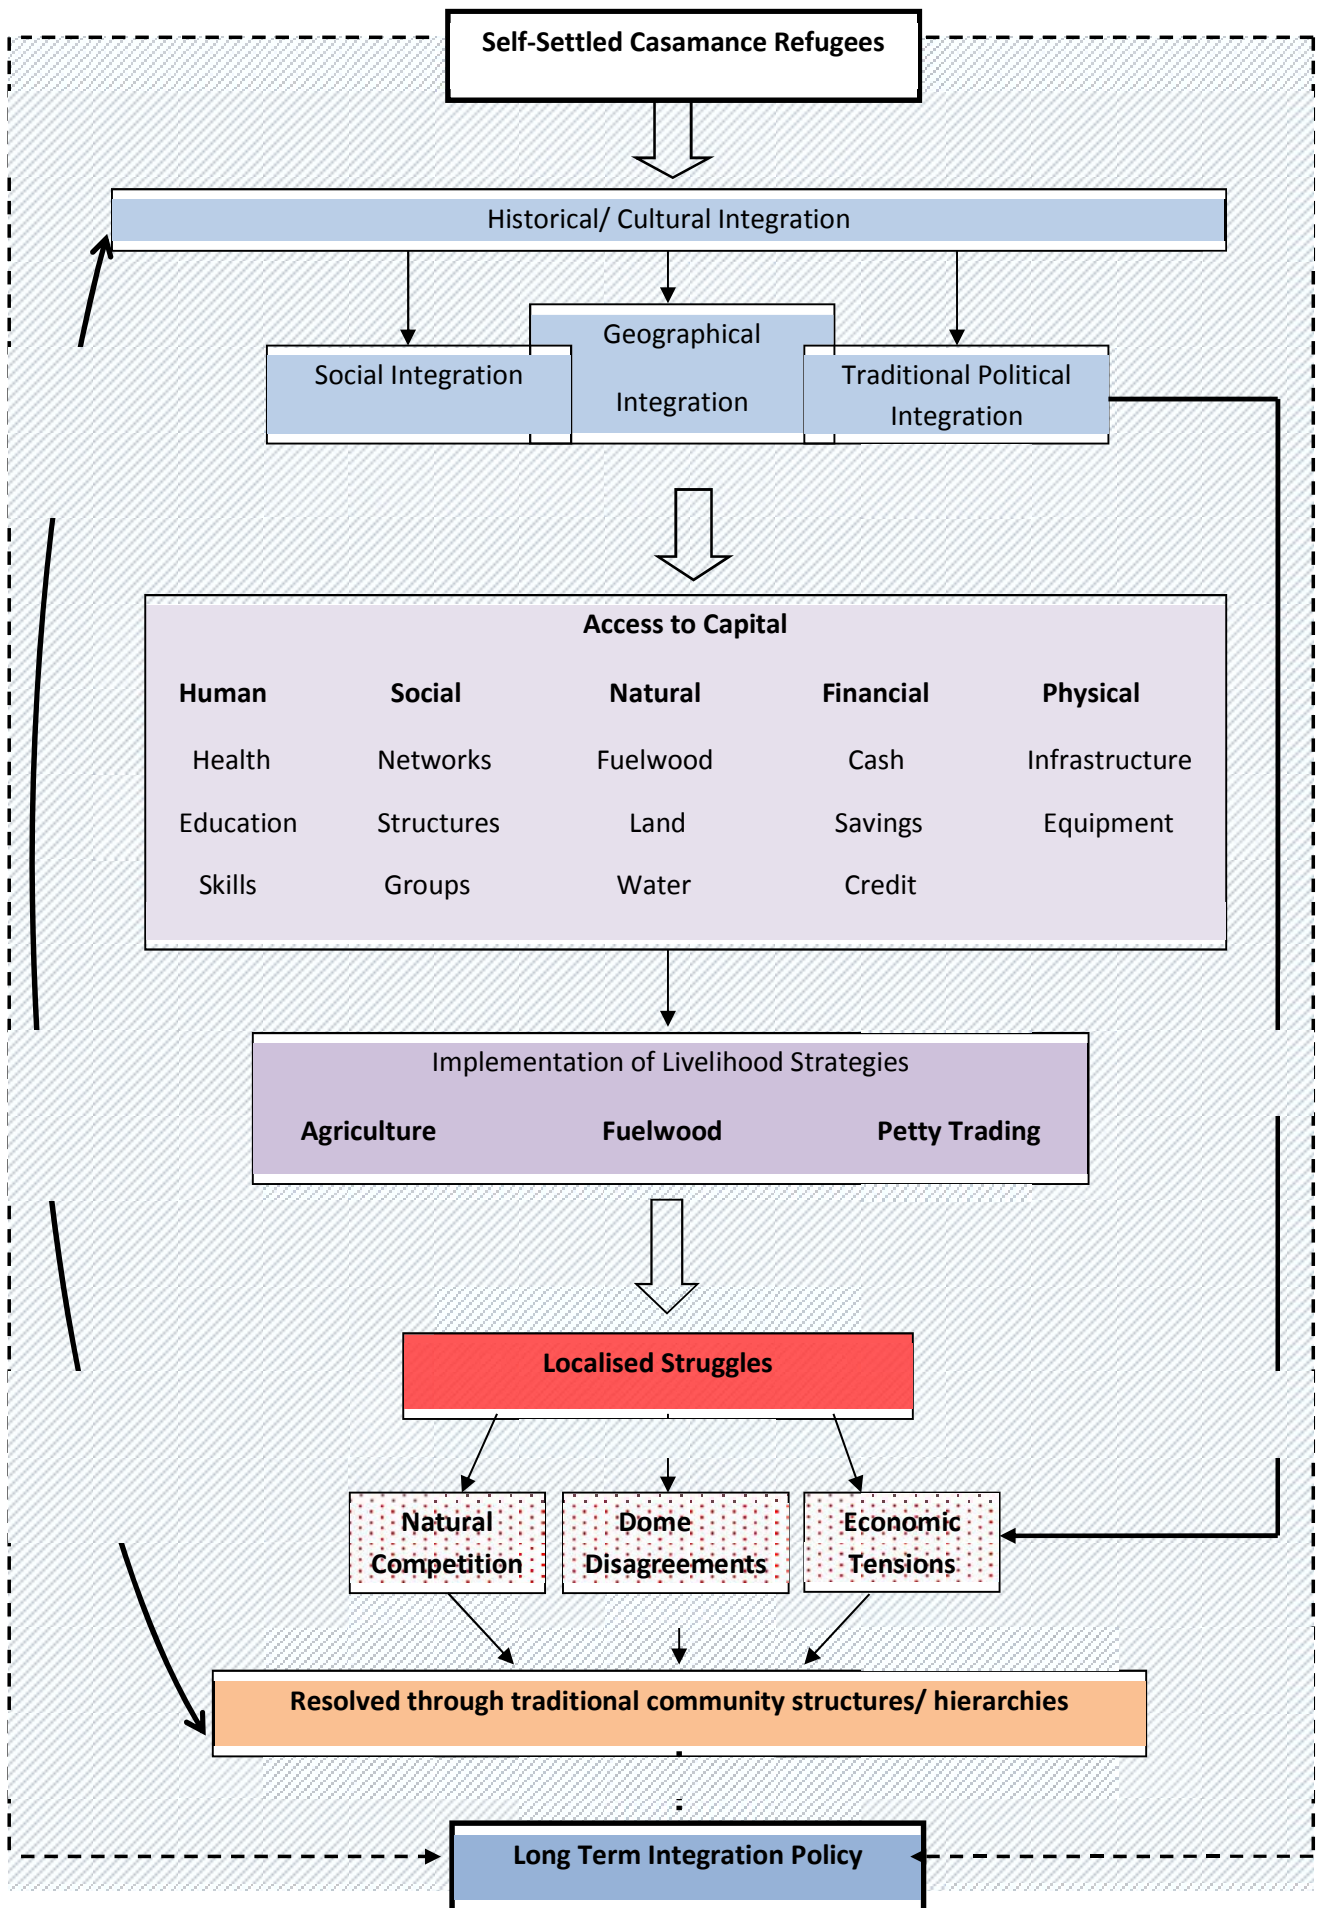 Self-Settled Casamance Refugees
Historical/ Cultural Integration
Social Integration
Geographical
Integration
Traditional Political
Integration
Access to Capital
Human Social Natural Financial Physical
Health Networks Fuelwood Cash Infrastructure
Education Structures Land Savings Equipment
Skills Groups Water Credit
Implementation of Livelihood Strategies
Agriculture Fuelwood Petty Trading
Localised Struggles
Natural
Competition
Dome
Disagreements
Economic
Tensions
Resolved through traditional community structures/ hierarchies
Long Term Integration Policy